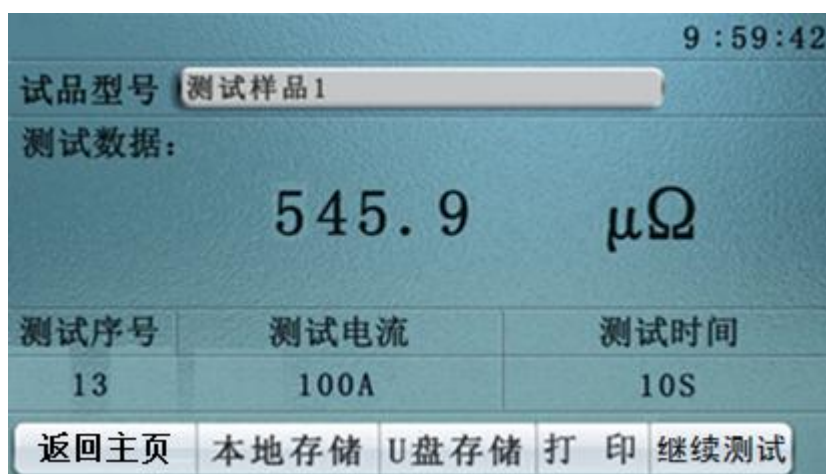 9:59:42
试品型号 测试样品1
测试数据:
545.9 μΩ
测试序号 测试电流 测试时间
13 100A 10S
返回主页 本地存储 U盘存储 打 印 继续测试